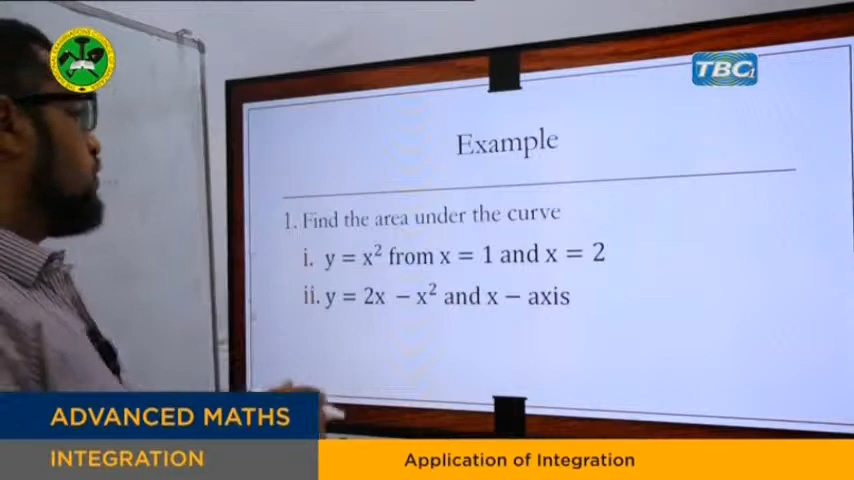 TBC1
Example
1. Find the area under the curve
i. y = x² from x = 1 and x = 2
ii. y = 2x − x² and x − axis
ADVANCED MATHS
INTEGRATION
Application of Integration